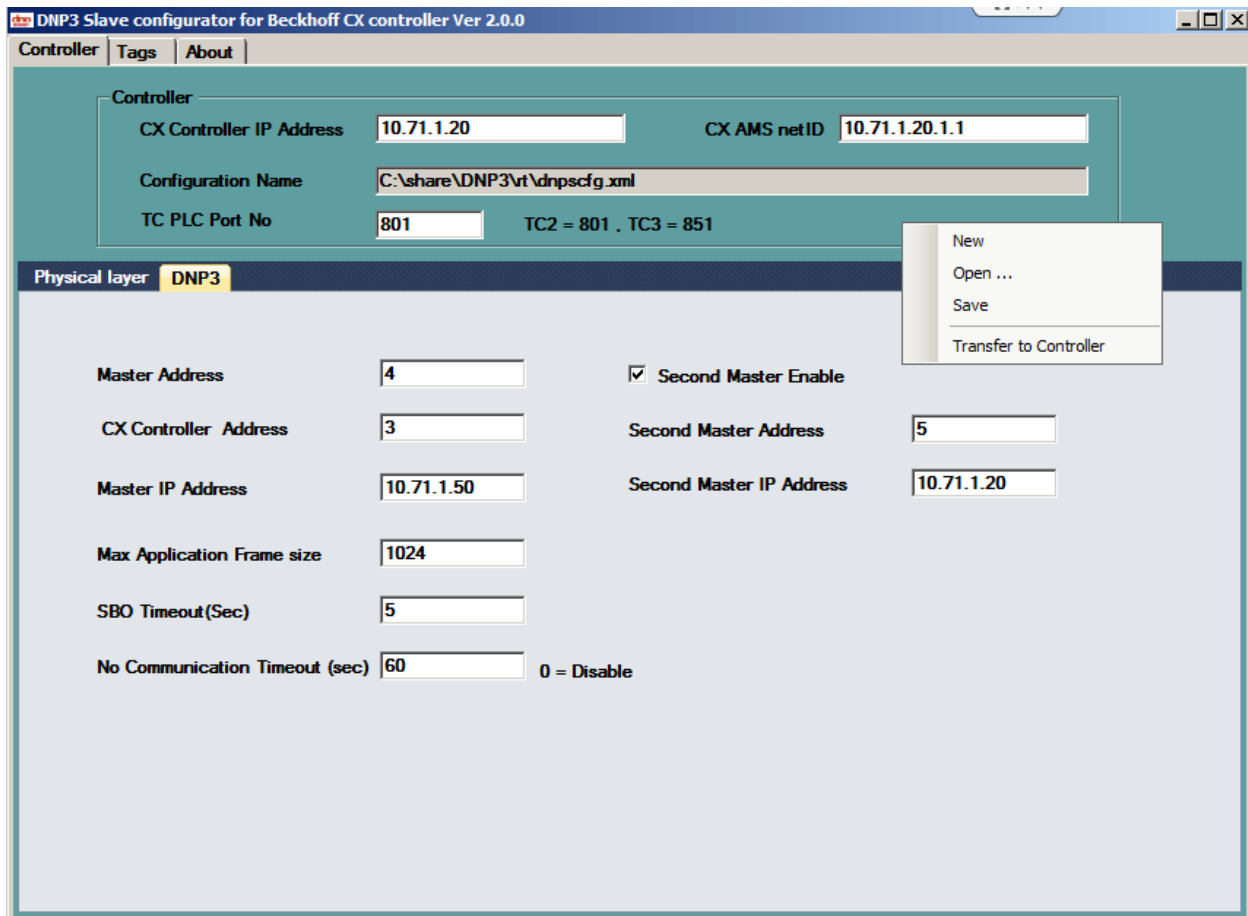 DNP3 Slave configurator for Beckhoff CX controller Ver 2.0.0
Controller Tags About
Controller
CX Controller IP Address 10.71.1.20 CX AMS netID 10.71.1.20.1.1
Configuration Name C:\share\DNP3\rt\dnpscfg.xml
TC PLC Port No 801 TC2 = 801 , TC3 = 851
New
Open ...
Save
Transfer to Controller
Physical layer DNP3
Master Address 4 Second Master Enable
CX Controller Address 3 Second Master Address 5
Master IP Address 10.71.1.50 Second Master IP Address 10.71.1.20
Max Application Frame size 1024
SBO Timeout(Sec) 5
No Communication Timeout (sec) 60 0 = Disable